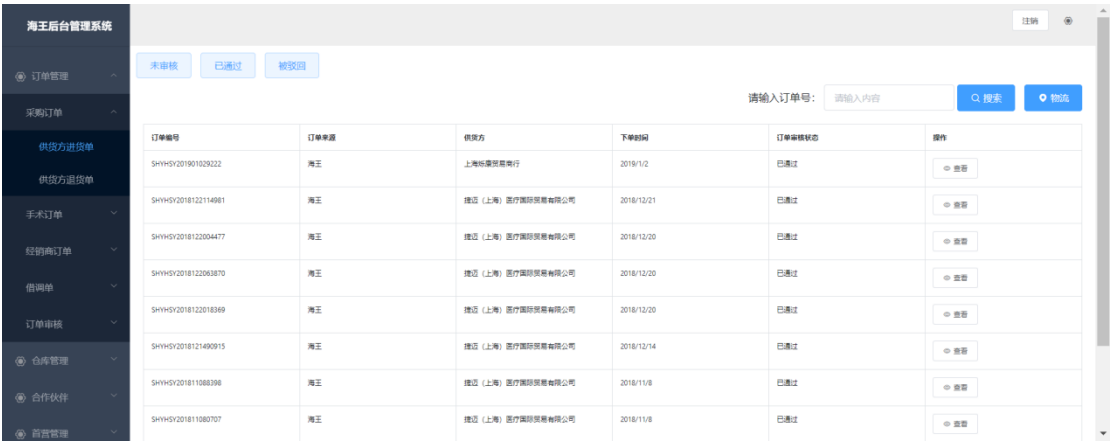 海王后台管理系统
注销
订单管理
采购订单
供货方进货单
供货方退货单
手术订单
经销商订单
借调单
订单审核
仓库管理
合作伙伴
首营管理
未审核 已通过 被驳回
请输入订单号： 请输入内容 搜索 物流
订单编号 订单来源 供货方 下单时间 订单审核状态 操作
SHYHSY201901029222 海王 上海烁康贸易商行 2019/1/2 已通过 查看
SHYHSY2018122114981 海王 捷迈（上海）医疗国际贸易有限公司 2018/12/21 已通过 查看
SHYHSY2018122004477 海王 捷迈（上海）医疗国际贸易有限公司 2018/12/20 已通过 查看
SHYHSY2018122063870 海王 捷迈（上海）医疗国际贸易有限公司 2018/12/20 已通过 查看
SHYHSY2018122018369 海王 捷迈（上海）医疗国际贸易有限公司 2018/12/20 已通过 查看
SHYHSY2018121490915 海王 捷迈（上海）医疗国际贸易有限公司 2018/12/14 已通过 查看
SHYHSY201811088398 海王 捷迈（上海）医疗国际贸易有限公司 2018/11/8 已通过 查看
SHYHSY201811080707 海王 捷迈（上海）医疗国际贸易有限公司 2018/11/8 已通过 查看